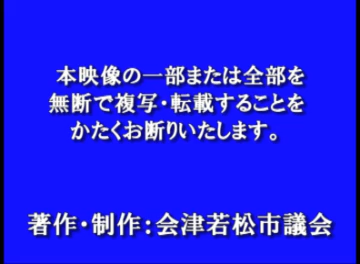 本映像の一部または全部を
無断で複写・転載することを
かたくお断りいたします。
著作・制作：会津若松市議会